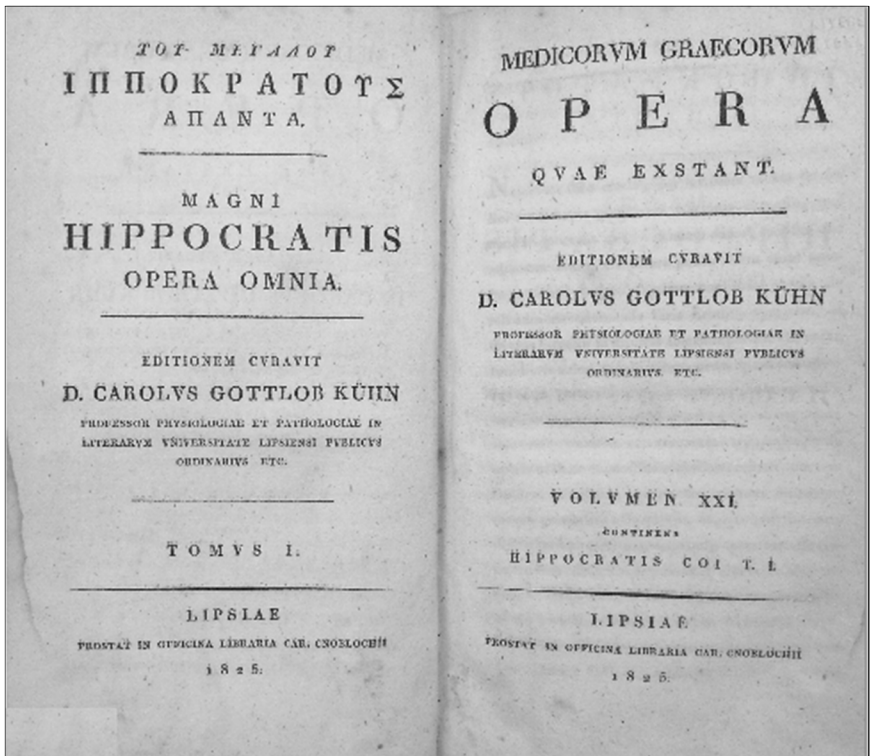 ΤΟΥ ΜΕΓΑΛΟΥ
ΙΠΠΟΚΡΑΤΟΥΣ
ΑΠΑΝΤΑ.
MAGNI
HIPPOCRATIS
OPERA OMNIA.
EDITIONEM CVRAVIT
D. CAROLVS GOTTLOB KÜHN
PROFESSOR PHYSIOLOGIAE ET PATHOLOGIAE IN
LITERARVM VNIVERSITATE LIPSIENSI PVBLICVS
ORDINARIVS ETC.
TOMVS I.
LIPSIAE
PROSTAT IN OFFICINA LIBRARIA CAR. CNOBLOCHII
1825.
MEDICORVM GRAECORVM
OPERA
QVAE EXSTANT.
EDITIONEM CVRAVIT
D. CAROLVS GOTTLOB KÜHN
PROFESSOR PHYSIOLOGIAE ET PATHOLOGIAE IN
LITERARVM VNIVERSITATE LIPSIENSI PVBLICVS
ORDINARIVS ETC.
VOLVMEN XXI.
CONTINENS
HIPPOCRATIS COI T. I.
LIPSIAE
PROSTAT IN OFFICINA LIBRARIA CAR. CNOBLOCHII
1825.